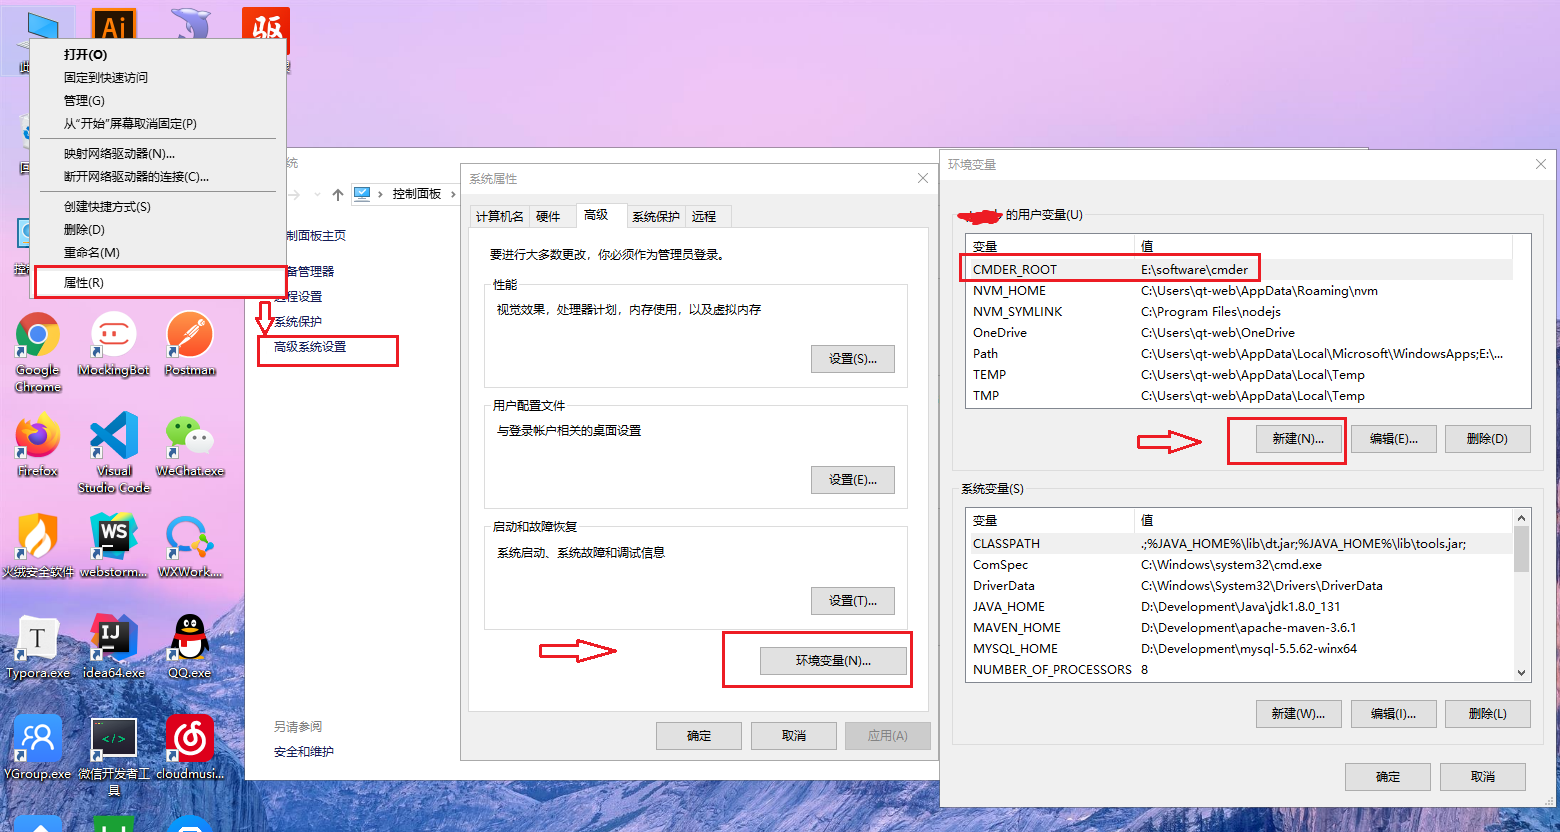 Ai
驱
打开(O)
固定到快速访问
管理(G)
从“开始”屏幕取消固定(P)
映射网络驱动器(N)...
断开网络驱动器的连接(C)...
创建快捷方式(S)
删除(D)
重命名(M)
属性(R)
Google
Chrome
MockingBot
Postman
Firefox
Visual
Studio Code
WeChat.exe
火绒安全软件
WS
webstorm...
WXWork....
T
Typora.exe
IJ
idea64.exe
QQ.exe
YGroup.exe
</>
微信开发者工
具
cloudmusi...
统
控制面板
制面板主页
备管理器
程设置
系统保护
高级系统设置
另请参阅
安全和维护
系统属性
计算机名
硬件
高级
系统保护
远程
要进行大多数更改，你必须作为管理员登录。
性能
视觉效果，处理器计划，内存使用，以及虚拟内存
设置(S)...
用户配置文件
与登录帐户相关的桌面设置
设置(E)...
启动和故障恢复
系统启动、系统故障和调试信息
设置(T)...
环境变量(N)...
确定
取消
应用(A)
环境变量
的用户变量(U)
变量 值
CMDER_ROOT E:\software\cmder
NVM_HOME C:\Users\qt-web\AppData\Roaming\nvm
NVM_SYMLINK C:\Program Files\nodejs
OneDrive C:\Users\qt-web\OneDrive
Path C:\Users\qt-web\AppData\Local\Microsoft\WindowsApps;E:\...
TEMP C:\Users\qt-web\AppData\Local\Temp
TMP C:\Users\qt-web\AppData\Local\Temp
新建(N)...
编辑(E)...
删除(D)
系统变量(S)
变量 值
CLASSPATH .;%JAVA_HOME%\lib\dt.jar;%JAVA_HOME%\lib\tools.jar;
ComSpec C:\Windows\system32\cmd.exe
DriverData C:\Windows\System32\Drivers\DriverData
JAVA_HOME D:\Development\Java\jdk1.8.0_131
MAVEN_HOME D:\Development\apache-maven-3.6.1
MYSQL_HOME D:\Development\mysql-5.5.62-winx64
NUMBER_OF_PROCESSORS 8
新建(W)...
编辑(I)...
删除(L)
确定
取消